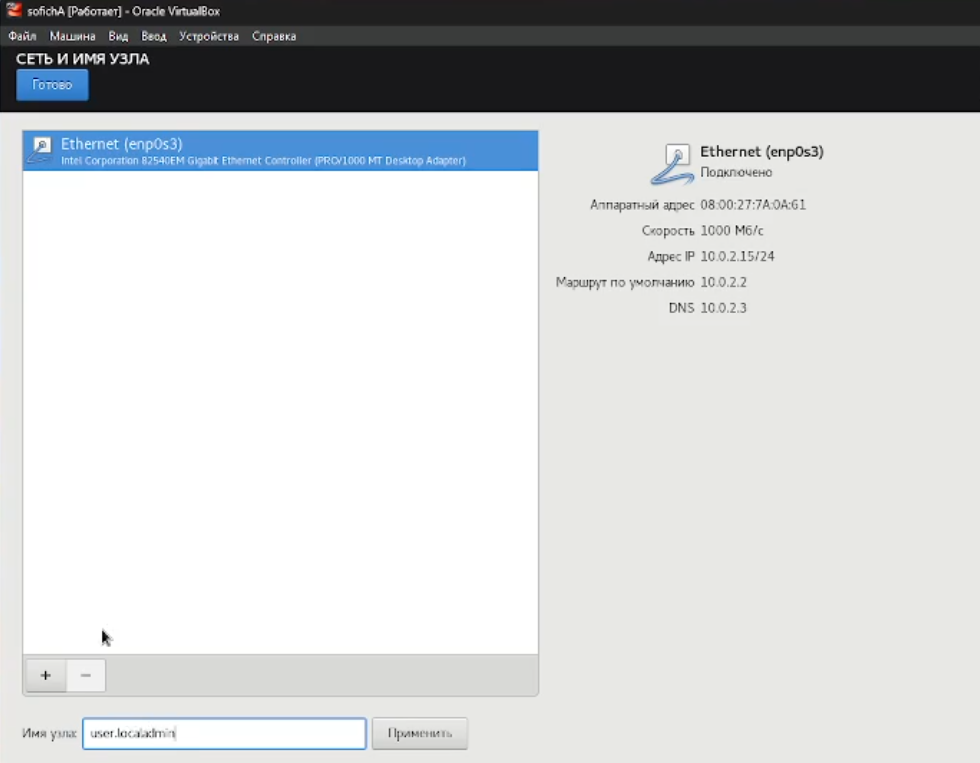 sofichA [Работает] - Oracle VirtualBox
Файл Машина Вид Ввод Устройства Справка
СЕТЬ И ИМЯ УЗЛА
Готово
Ethernet (enp0s3)
Intel Corporation 82540EM Gigabit Ethernet Controller (PRO/1000 MT Desktop Adapter)
Ethernet (enp0s3)
Подключено
Аппаратный адрес 08:00:27:7A:0A:61
Скорость 1000 Мб/с
Адрес IP 10.0.2.15/24
Маршрут по умолчанию 10.0.2.2
DNS 10.0.2.3
+ −
Имя узла: user.localadmin Применить